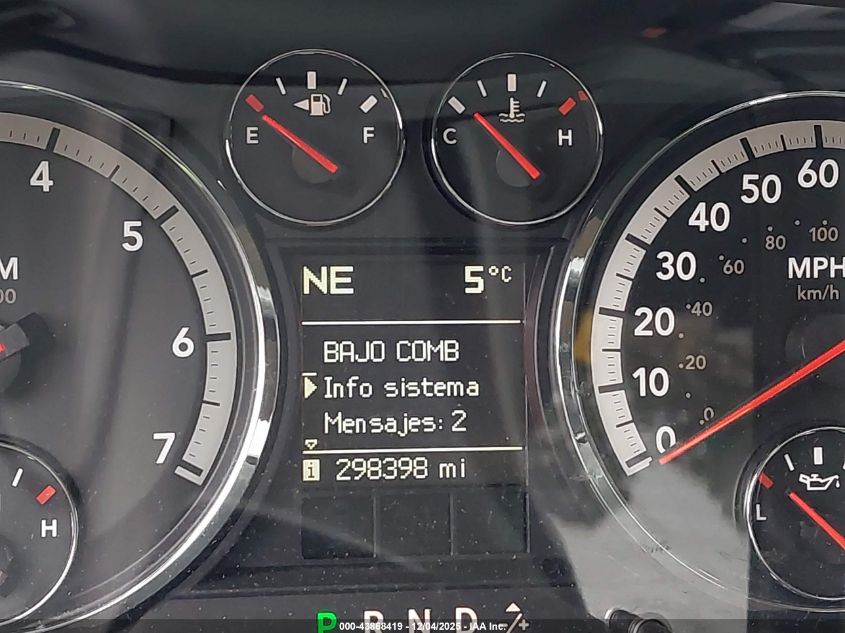 E F
C H
4
5
6
7
H
NE 5°C
BAJO COMB
Info sistema
Mensajes: 2
298398 mi
60
50
40
30
20
10
0
100
80
60
40
20
0
MPH
km/h
L
P R N D +
000-43868419 - 12/04/2025 - IAA Inc.